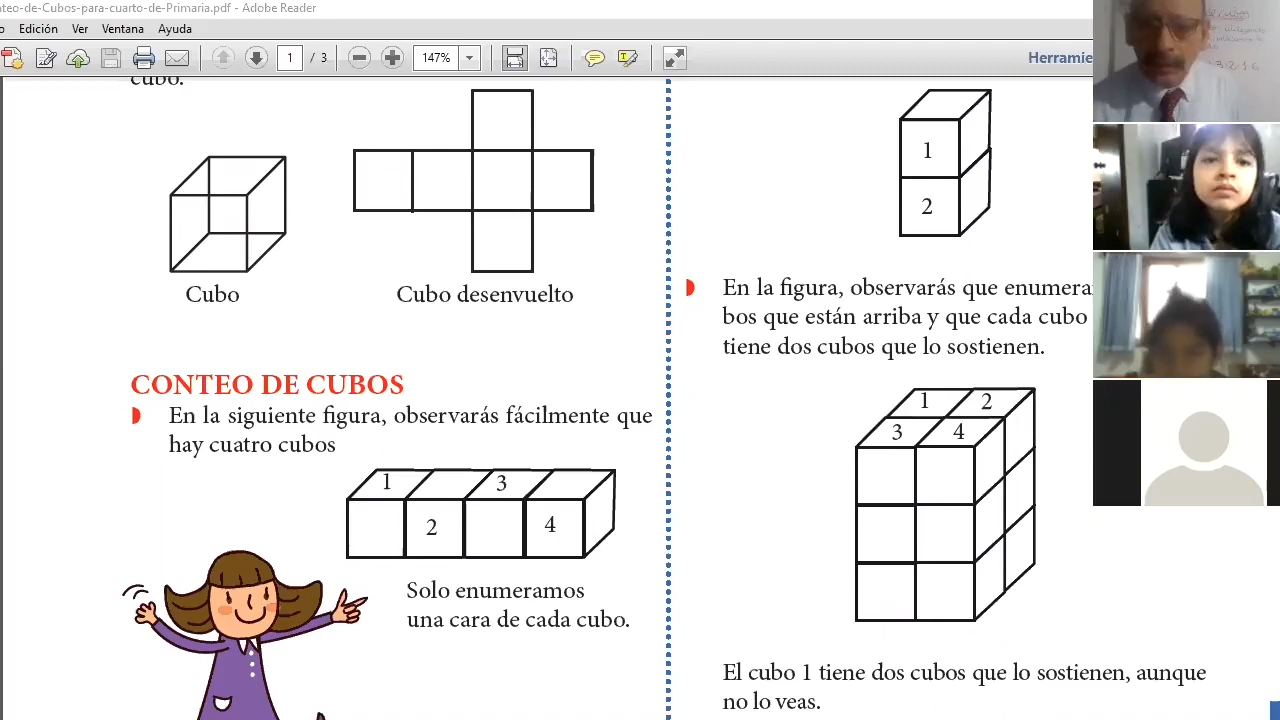 nteo-de-Cubos-para-cuarto-de-Primaria.pdf - Adobe Reader
Edición Ver Ventana Ayuda
1 / 3 147% Herramie
cubo.
Cubo
Cubo desenvuelto
CONTEO DE CUBOS
En la siguiente figura, observarás fácilmente que
hay cuatro cubos
1 3
2 4
Solo enumeramos
una cara de cada cubo.
1
2
En la figura, observarás que enumera
bos que están arriba y que cada cubo
tiene dos cubos que lo sostienen.
1 2
3 4
El cubo 1 tiene dos cubos que lo sostienen, aunque
no lo veas.